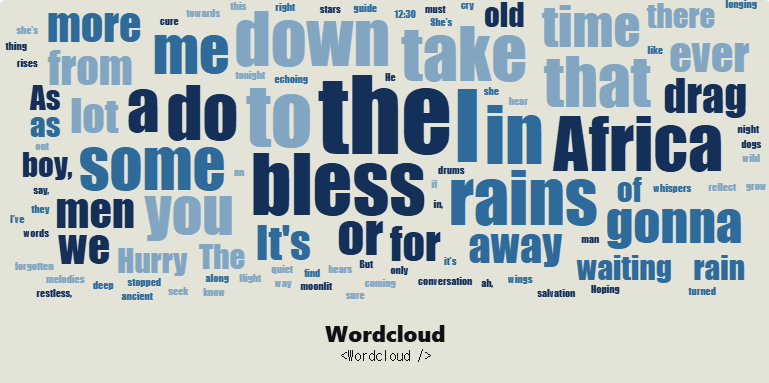 she's more cure towards this right stars guide 12:30 must She's cry old time there longing
thing rises from me down take like ever
tonight echoing He that drag
As as lot a do to the she hear I in Africa night dogs wild
out boy, some an bless drums if rains of whispers reflect grow
say, they I've words men you in, gonna
we It's or for away man
Hurry The But it's waiting rain
forgotten melodies restless, deep stopped ancient along seek know flight quiet way find moonlit hears sure coming only conversation ah, wings salvation Hoping turned
Wordcloud
<Wordcloud />